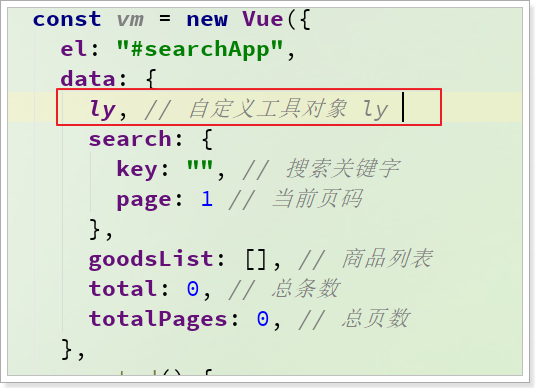 const vm = new Vue({
el: "#searchApp",
data: {
ly, // 自定义工具对象 ly
search: {
key: "", // 搜索关键字
page: 1 // 当前页码
},
goodsList: [], // 商品列表
total: 0, // 总条数
totalPages: 0, // 总页数
},